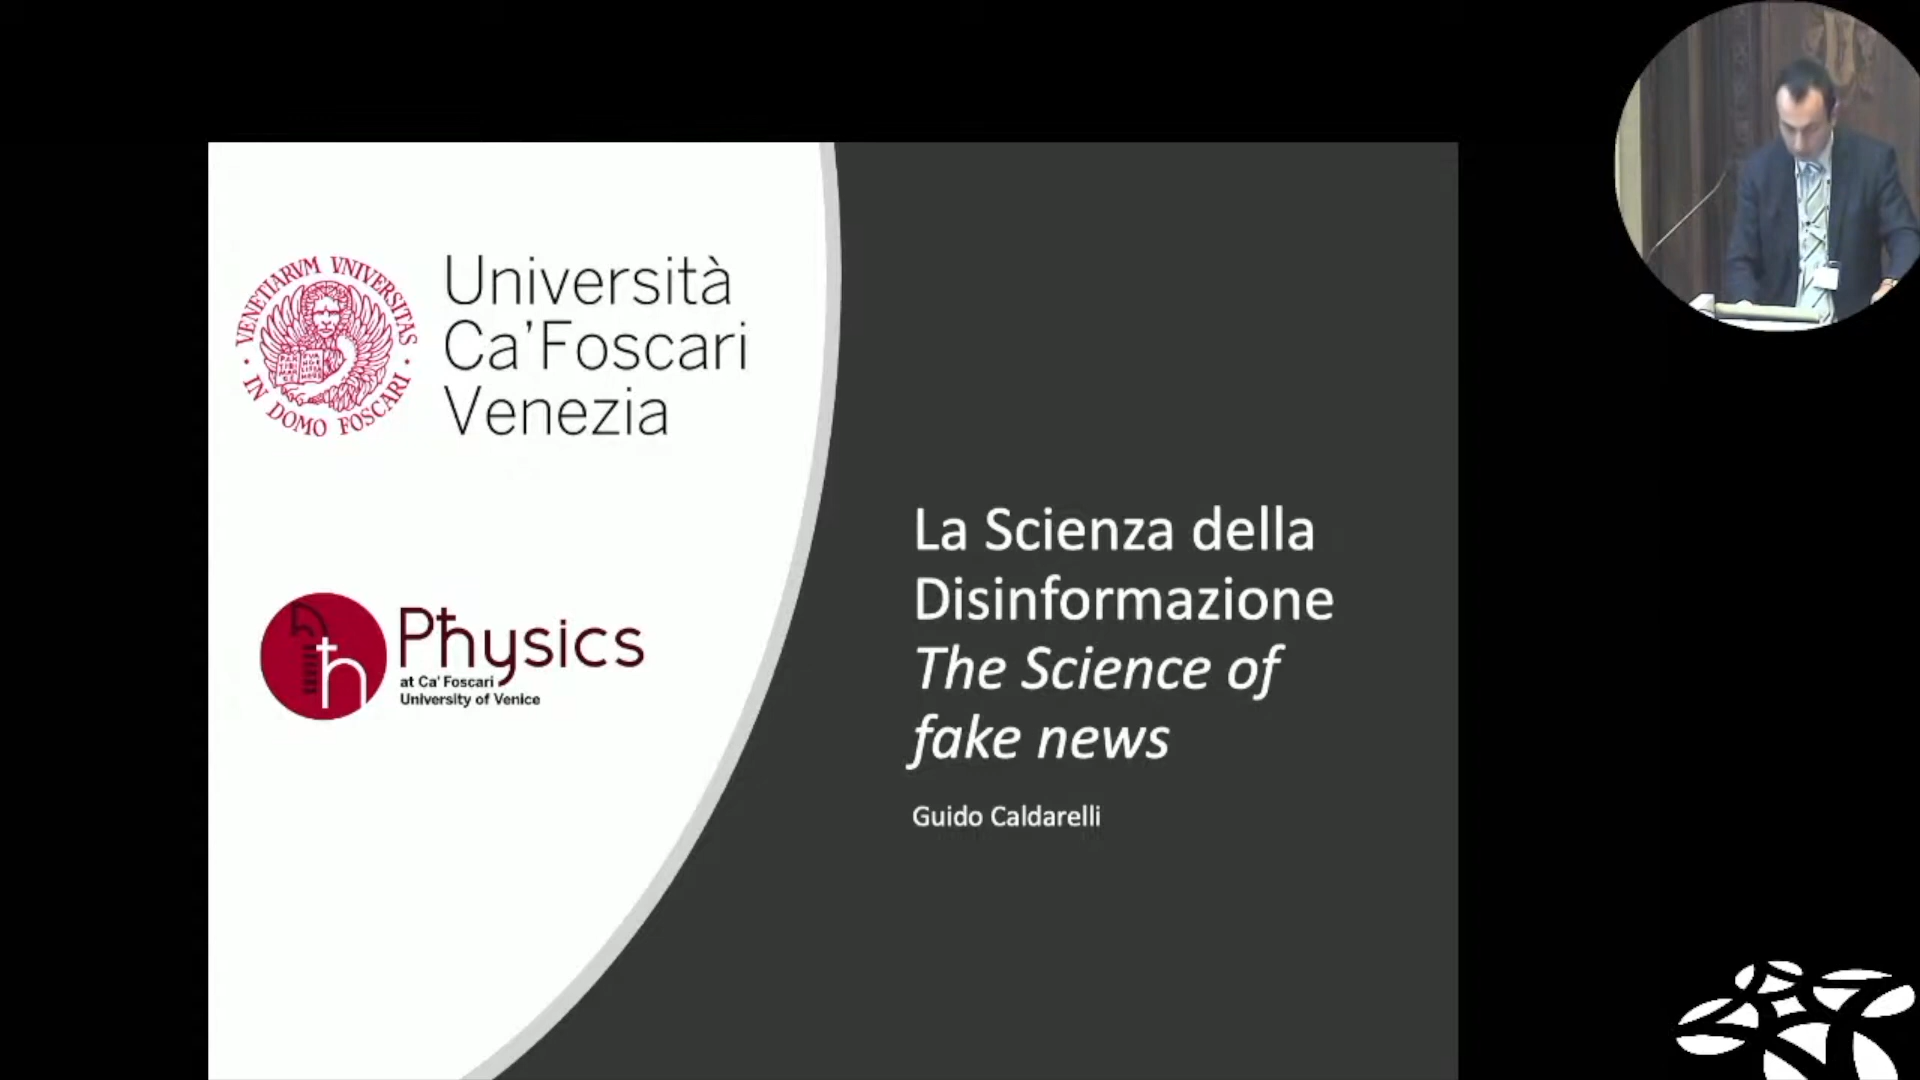 VENETIARVM VNIVERSITAS
IN DOMO FOSCARI
Università
Ca'Foscari
Venezia
Physics
at Ca' Foscari
University of Venice
La Scienza della
Disinformazione
The Science of
fake news
Guido Caldarelli